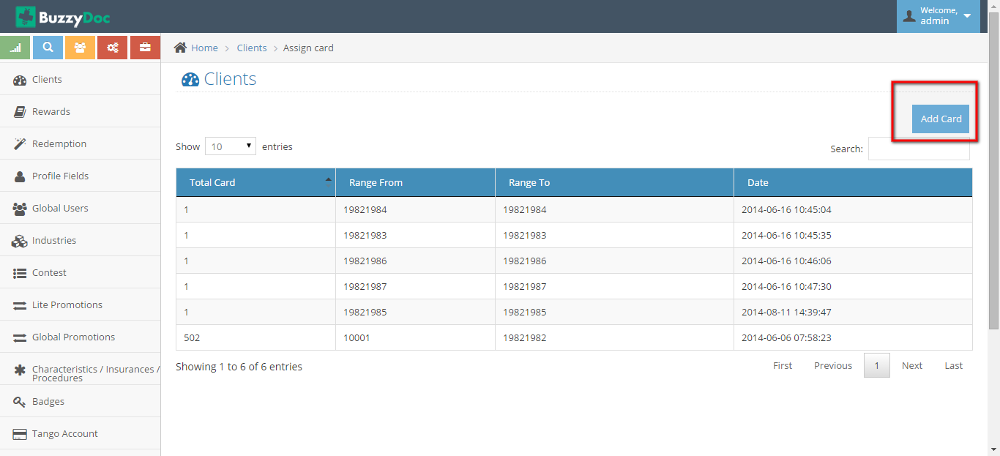 BuzzyDoc
Welcome,
admin
Home > Clients > Assign card
Clients
Rewards
Redemption
Profile Fields
Global Users
Industries
Contest
Lite Promotions
Global Promotions
Characteristics / Insurances /
Procedures
Badges
Tango Account
Clients
Add Card
Show 10 entries
Search:
Total Card Range From Range To Date
1 19821984 19821984 2014-06-16 10:45:04
1 19821983 19821983 2014-06-16 10:45:35
1 19821986 19821986 2014-06-16 10:46:06
1 19821987 19821987 2014-06-16 10:47:30
1 19821985 19821985 2014-08-11 14:39:47
502 10001 19821982 2014-06-06 07:58:23
Showing 1 to 6 of 6 entries
First Previous 1 Next Last